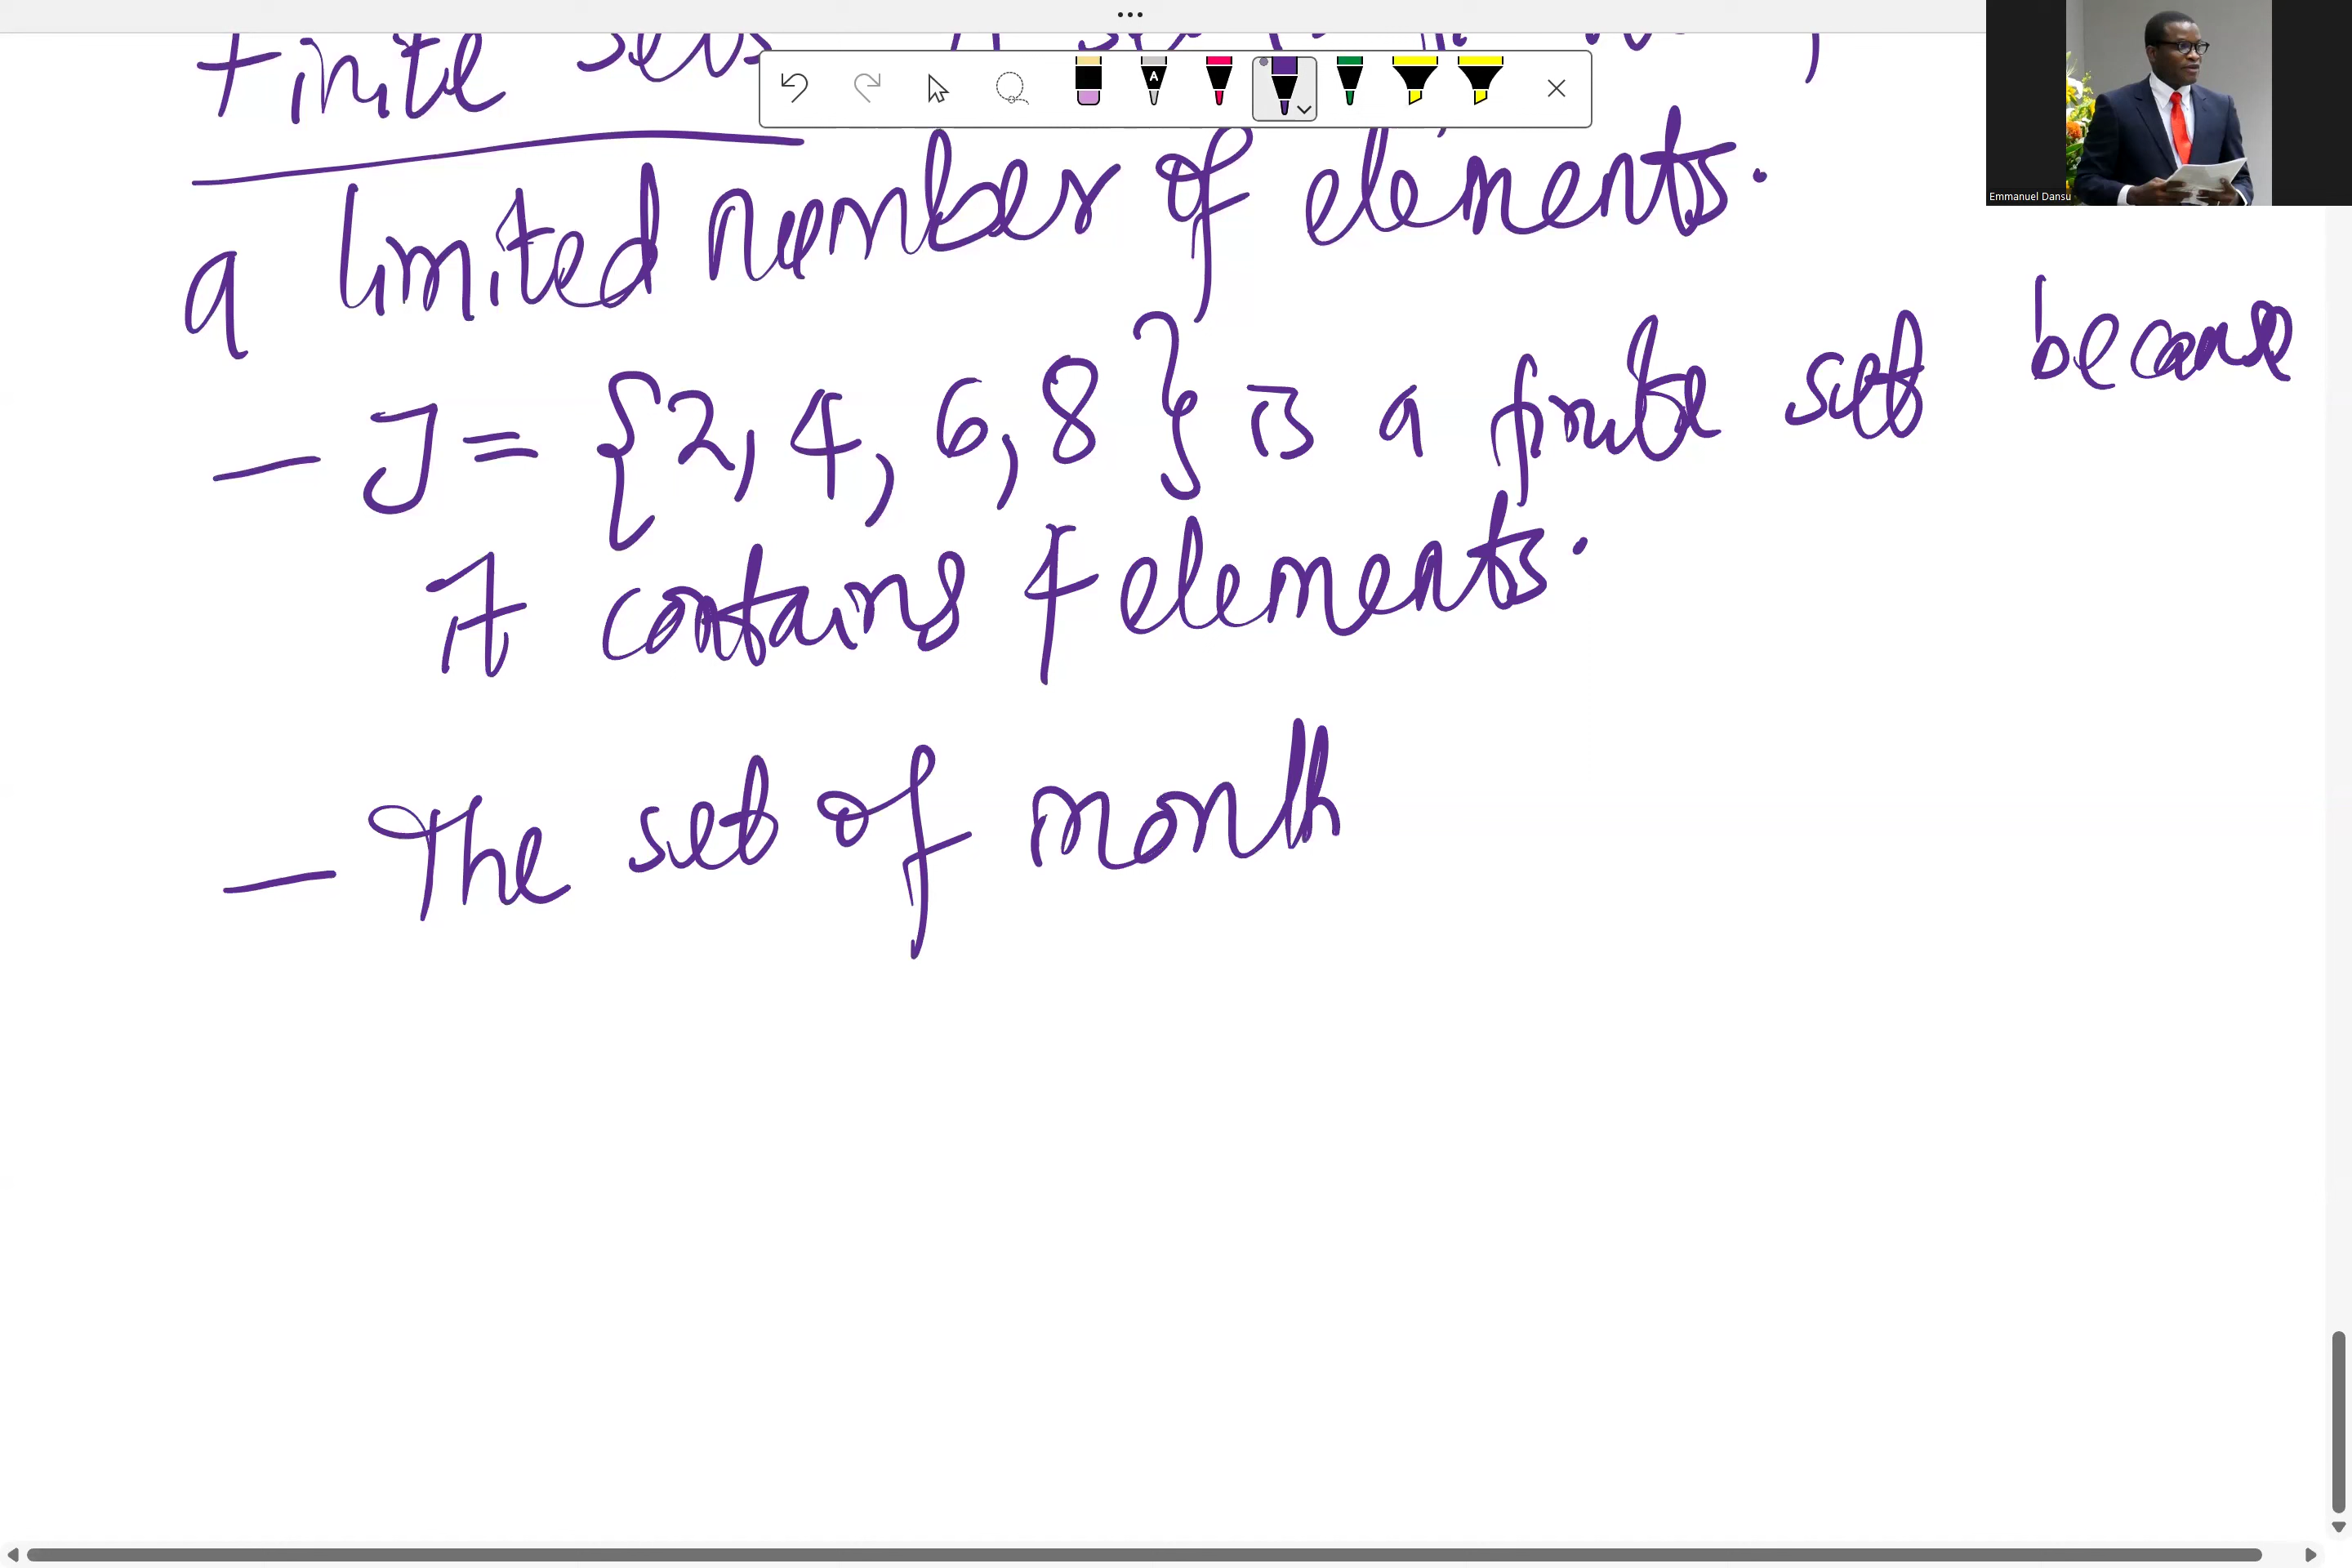 Finite sets
a limited number of elements.
— J = {2, 4, 6, 8} is a finite set because
it contains 4 elements.
— The set of month
A
Emmanuel Dansu